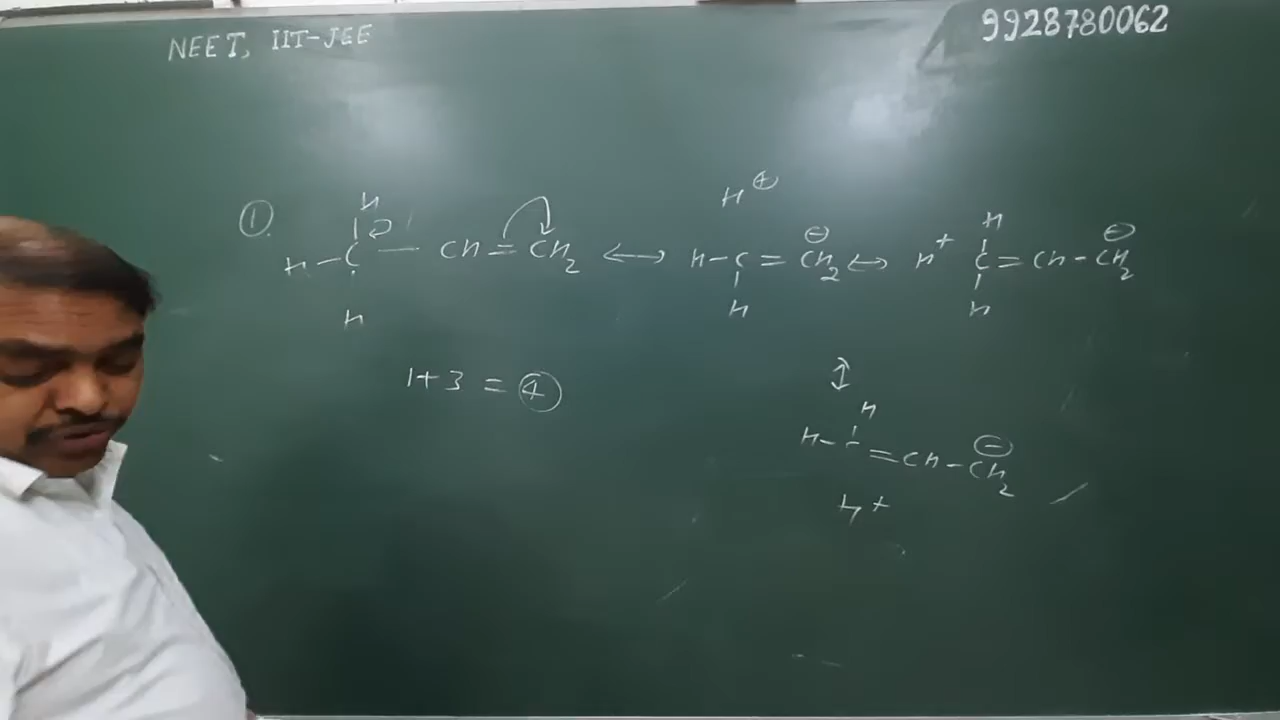 NEET, IIT-JEE
9928780062
①.
H
H – C – CH = CH2
H
↔
H⊕
H – C = CH2⊖
H
↔
H+
H
C = CH – CH2⊖
H
1+3 = ④
↕
H
H – = CH – CH2⊖
H+